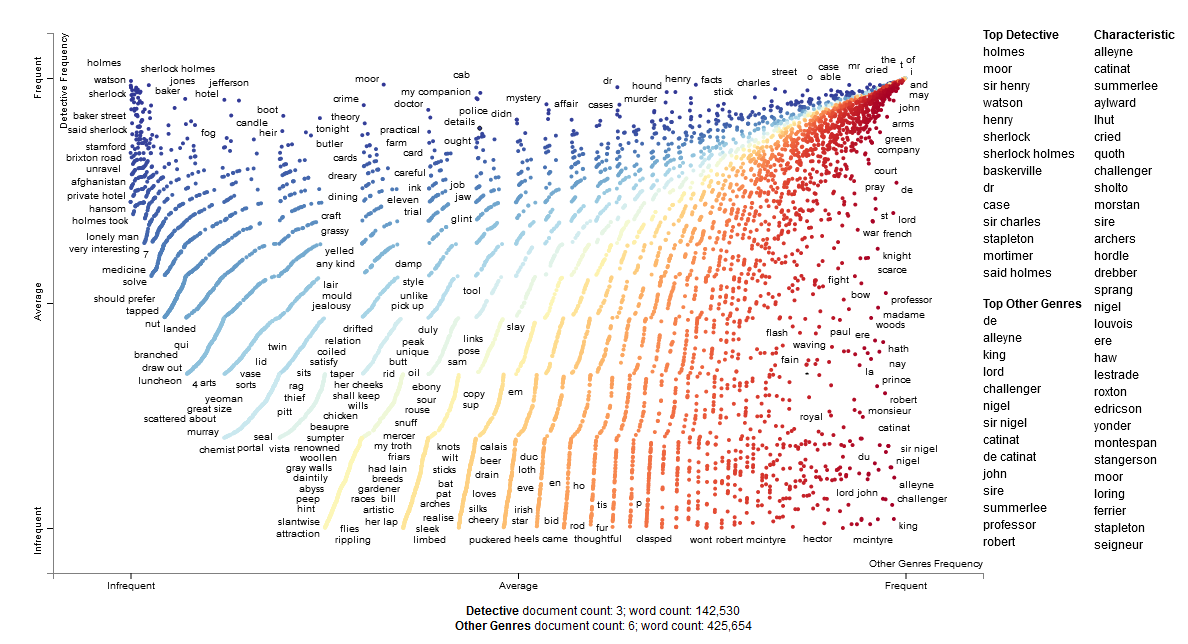 Frequent
Average
Infrequent
Detective Frequency
holmes
sherlock holmes
watson
jones
jefferson
sherlock
baker
hotel
boot
baker street
candle
said sherlock
fog
heir
stamford
brixton road
unravel
afghanistan
private hotel
hansom
holmes took
lonely man
very interesting
7
medicine
solve
should prefer
tapped
nut
landed
qui
branched
draw out
luncheon
4
arts
yeoman
great size
scattered about
murray
chemist
portal
vista
moor
cab
crime
my companion
doctor
theory
police
didn
tonight
practical
details
butler
farm
ought
cards
card
dreary
careful
job
ink
jaw
dining
eleven
trial
craft
glint
grassy
yelled
any kind
damp
lair
style
tool
mould
unlike
jealousy
pick up
drifted
duly
slay
twin
relation
peak
links
coiled
unique
pose
lid
satisfy
butt
sam
vase
sits
taper
rid
oil
sorts
rag
her cheeks
ebony
em
thief
shall keep
sour
copy
pitt
wills
rouse
sup
chicken
snuff
beaupre
seal
sumpter
mercer
renowned
my troth
knots
calais
woollen
friars
wilt
beer
duc
gray walls
had lain
sticks
drain
loth
daintily
breeds
bat
eve
en
ho
abyss
gardener
pat
loves
peep
races
bill
arches
silks
irish
tis
p
hint
artistic
realise
cheery
star
bid
rod
fur
slantwise
her lap
attraction
flies
sleek
rippling
limbed
puckered
heels
came
thoughtful
clasped
wont
robert mcintyre
hector
mcintyre
mystery
affair
dr
hound
henry
facts
cases
murder
stick
charles
street
o
case
able
mr
cried
the
t
of
i
and
may
john
arms
green
company
court
pray
de
st
lord
war
french
knight
scarce
fight
bow
professor
madame
woods
flash
paul
ere
waving
hath
fain
nay
la
prince
robert
royal
monsieur
catinat
sir nigel
du
nigel
alleyne
lord john
challenger
king
Other Genres Frequency
Infrequent
Average
Frequent
Detective document count: 3; word count: 142,530
Other Genres document count: 6; word count: 425,654
Top Detective
holmes
moor
sir henry
watson
henry
sherlock
sherlock holmes
baskerville
dr
case
sir charles
stapleton
mortimer
said holmes
Top Other Genres
de
alleyne
king
lord
challenger
nigel
sir nigel
catinat
de catinat
john
sire
summerlee
professor
robert
Characteristic
alleyne
catinat
summerlee
aylward
lhut
cried
quoth
challenger
sholto
morstan
sire
archers
hordle
drebber
sprang
nigel
louvois
ere
haw
lestrade
roxton
edricson
yonder
montespan
stangerson
moor
loring
ferrier
stapleton
seigneur